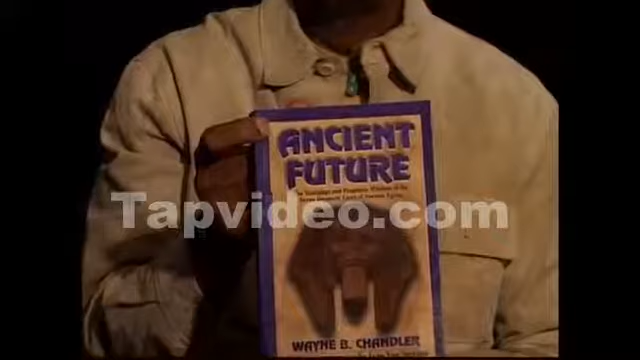 ANCIENT
FUTURE
The Teachings and Prophetic Wisdom of the
Seven Hermetic Laws of Ancient Egypt
Tapvideo.com
WAYNE B. CHANDLER